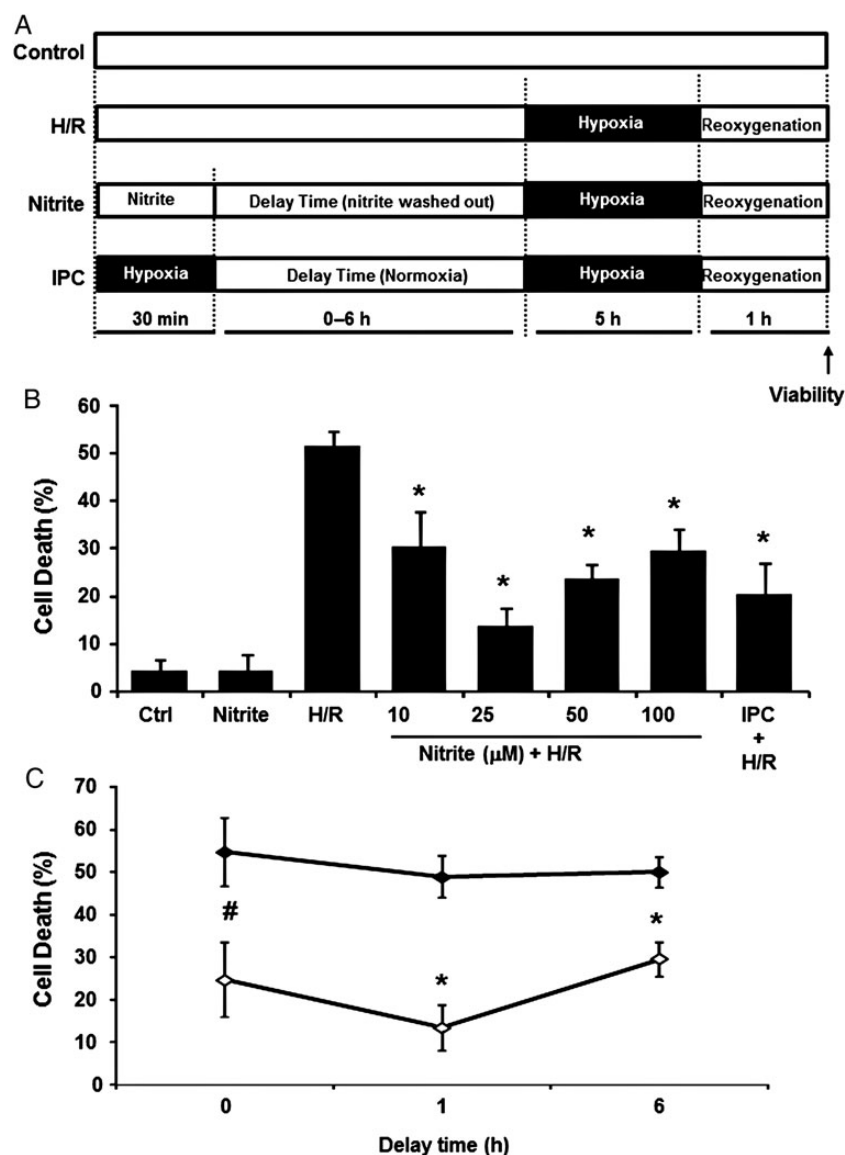 A
Control
H/R Hypoxia Reoxygenation
Nitrite Nitrite Delay Time (nitrite washed out) Hypoxia Reoxygenation
IPC Hypoxia Delay Time (Normoxia) Hypoxia Reoxygenation
30 min 0–6 h 5 h 1 h
Viability
B
Cell Death (%)
60
50
40
30
20
10
0
* * * * *
Ctrl Nitrite H/R 10 25 50 100 IPC
+
H/R
Nitrite (µM) + H/R
C
Cell Death (%)
70
60
50
40
30
20
10
0
# * *
0 1 6
Delay time (h)